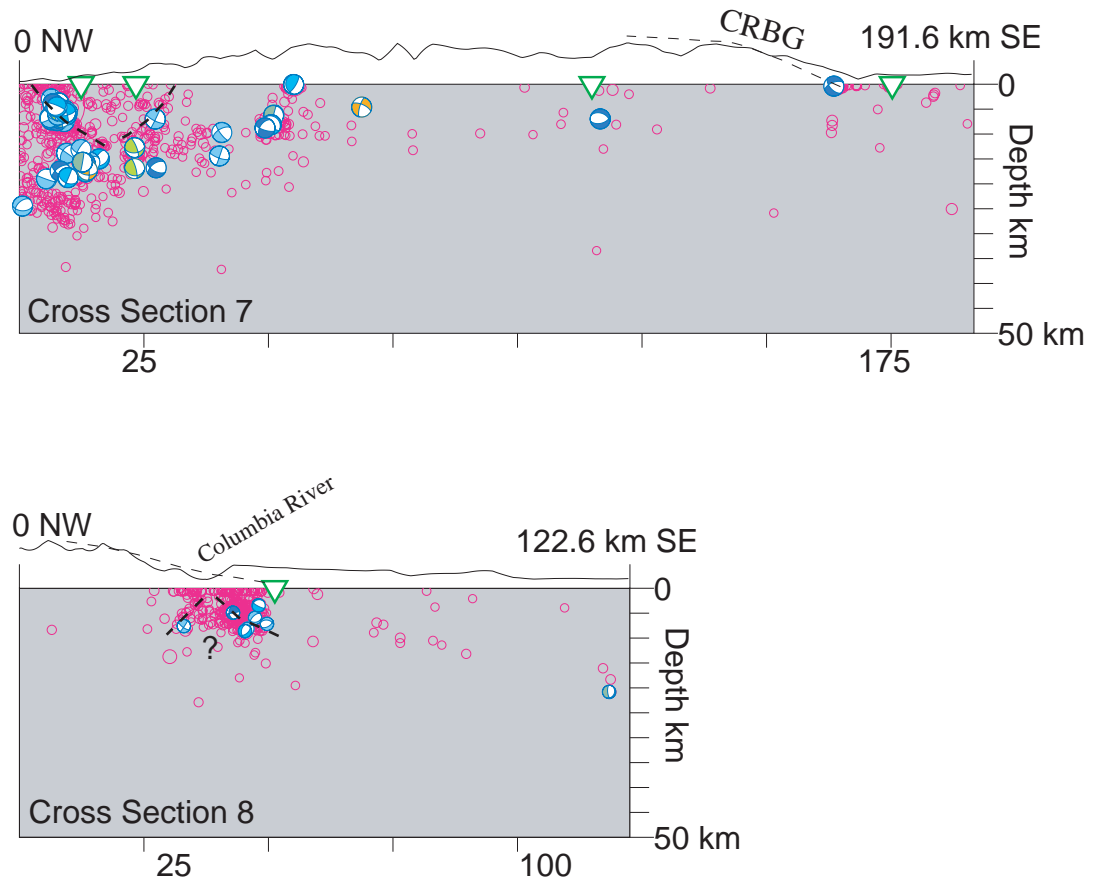 CRBG
0 NW
191.6 km SE
0
Depth km
Cross Section 7
50 km
25
175
Columbia River
0 NW
122.6 km SE
0
Depth km
?
Cross Section 8
50 km
25
100